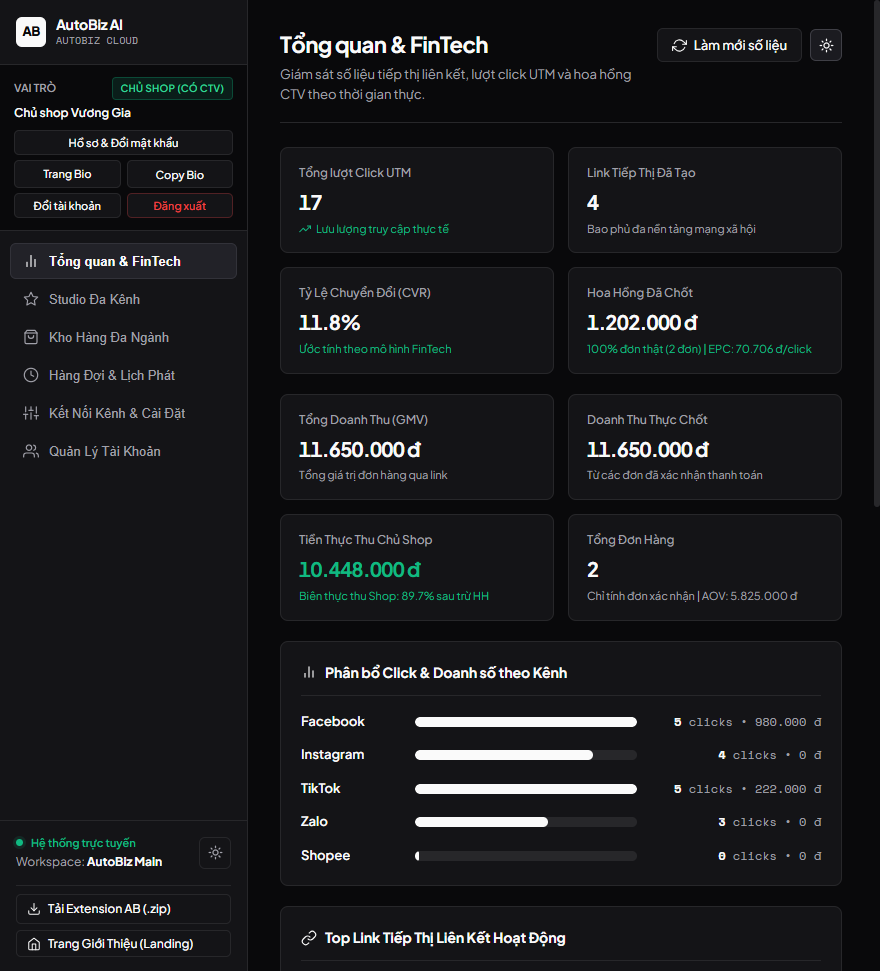 AB
AutoBiz AI
AUTOBIZ CLOUD
VAI TRÒ
CHỦ SHOP (CÓ CTV)
Chủ shop Vương Gia
Hồ sơ & Đổi mật khẩu
Trang Bio
Copy Bio
Đổi tài khoản
Đăng xuất
Tổng quan & FinTech
Studio Đa Kênh
Kho Hàng Đa Ngành
Hàng Đợi & Lịch Phát
Kết Nối Kênh & Cài Đặt
Quản Lý Tài Khoản
Hệ thống trực tuyến
Workspace: AutoBiz Main
Tải Extension AB (.zip)
Trang Giới Thiệu (Landing)
Tổng quan & FinTech
Giám sát số liệu tiếp thị liên kết, lượt click UTM và hoa hồng
CTV theo thời gian thực.
Làm mới số liệu
Tổng lượt Click UTM
17
Lưu lượng truy cập thực tế
Link Tiếp Thị Đã Tạo
4
Bao phủ đa nền tảng mạng xã hội
Tỷ Lệ Chuyển Đổi (CVR)
11.8%
Ước tính theo mô hình FinTech
Hoa Hồng Đã Chốt
1.202.000 đ
100% đơn thật (2 đơn) | EPC: 70.706 đ/click
Tổng Doanh Thu (GMV)
11.650.000 đ
Tổng giá trị đơn hàng qua link
Doanh Thu Thực Chốt
11.650.000 đ
Từ các đơn đã xác nhận thanh toán
Tiền Thực Thu Chủ Shop
10.448.000 đ
Biên thực thu Shop: 89.7% sau trừ HH
Tổng Đơn Hàng
2
Chỉ tính đơn xác nhận | AOV: 5.825.000 đ
Phân bổ Click & Doanh số theo Kênh
Facebook 5 clicks • 980.000 đ
Instagram 4 clicks • 0 đ
TikTok 5 clicks • 222.000 đ
Zalo 3 clicks • 0 đ
Shopee 0 clicks • 0 đ
Top Link Tiếp Thị Liên Kết Hoạt Động